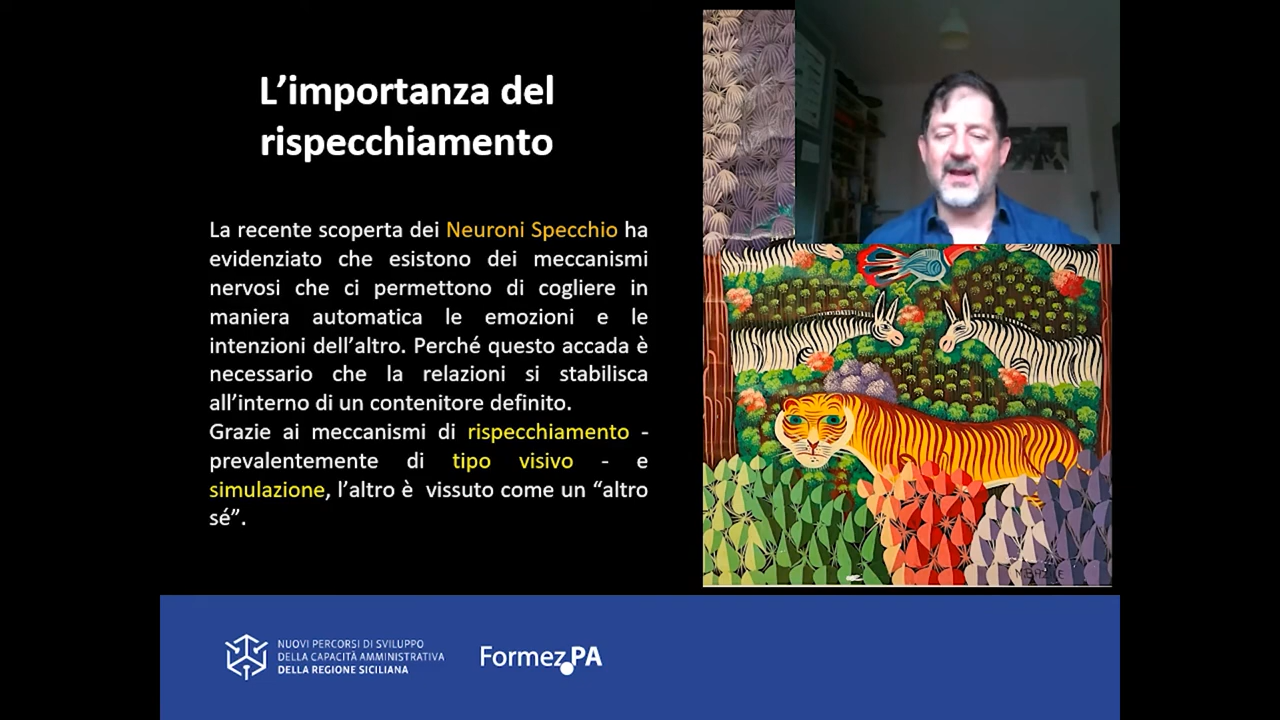 L’importanza del
rispecchiamento
La recente scoperta dei Neuroni Specchio ha
evidenziato che esistono dei meccanismi
nervosi che ci permettono di cogliere in
maniera automatica le emozioni e le
intenzioni dell’altro. Perché questo accada è
necessario che la relazioni si stabilisca
all’interno di un contenitore definito.
Grazie ai meccanismi di rispecchiamento -
prevalentemente di tipo visivo - e
simulazione, l’altro è vissuto come un “altro
sé”.
NUOVI PERCORSI DI SVILUPPO
DELLA CAPACITÀ AMMINISTRATIVA
DELLA REGIONE SICILIANA
Formez.PA